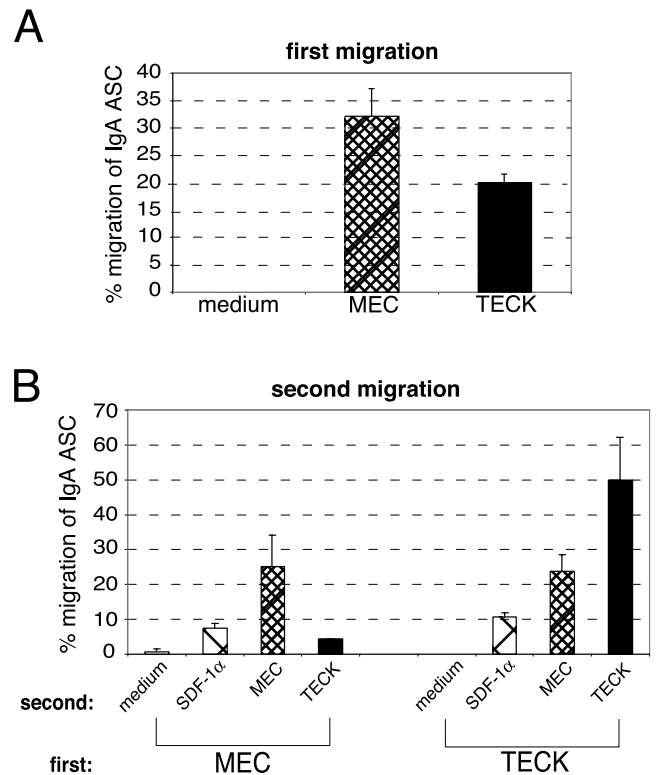 A
first migration
% migration of IgA ASC
40
35
30
25
20
15
10
5
0
medium MEC TECK
B
second migration
% migration of IgA ASC
70
60
50
40
30
20
10
0
second: medium SDF-1α MEC TECK medium SDF-1α MEC TECK
first: MEC TECK